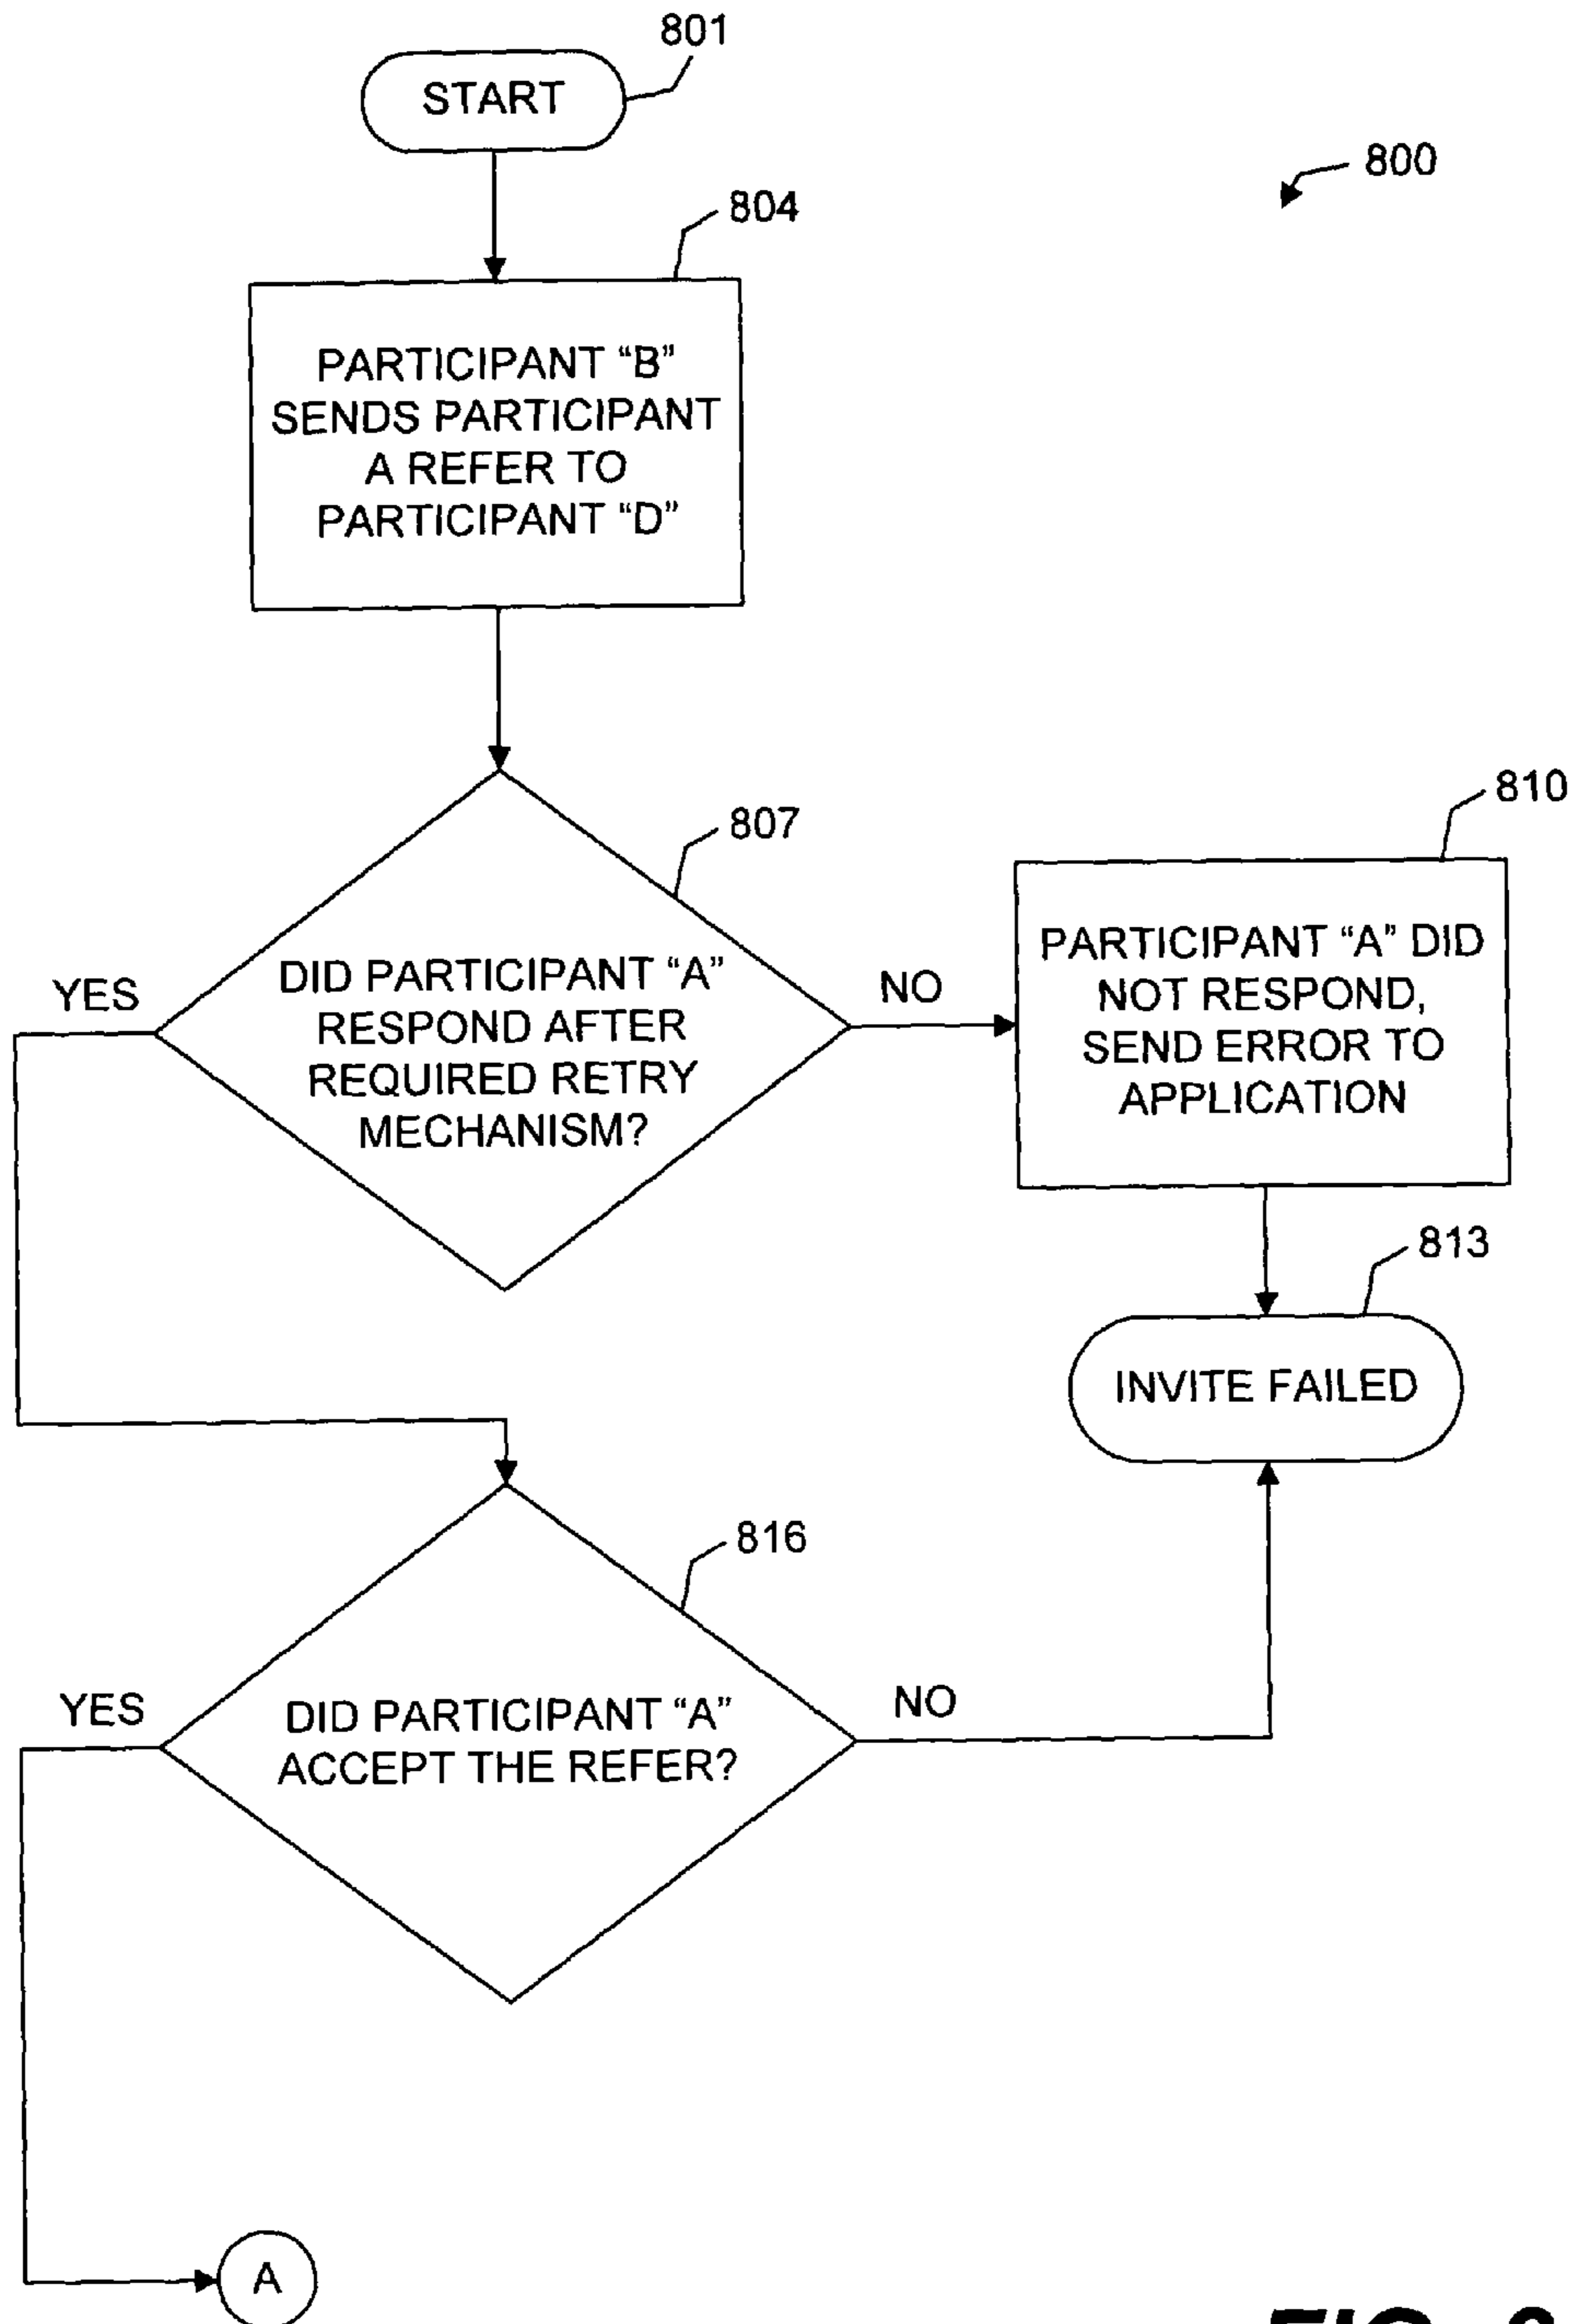 801
START
800
804
PARTICIPANT “B”
SENDS PARTICIPANT
A REFER TO
PARTICIPANT “D”
807
810
YES
DID PARTICIPANT “A”
RESPOND AFTER
REQUIRED RETRY
MECHANISM?
NO
PARTICIPANT “A” DID
NOT RESPOND,
SEND ERROR TO
APPLICATION
813
INVITE FAILED
816
YES
DID PARTICIPANT “A”
ACCEPT THE REFER?
NO
A